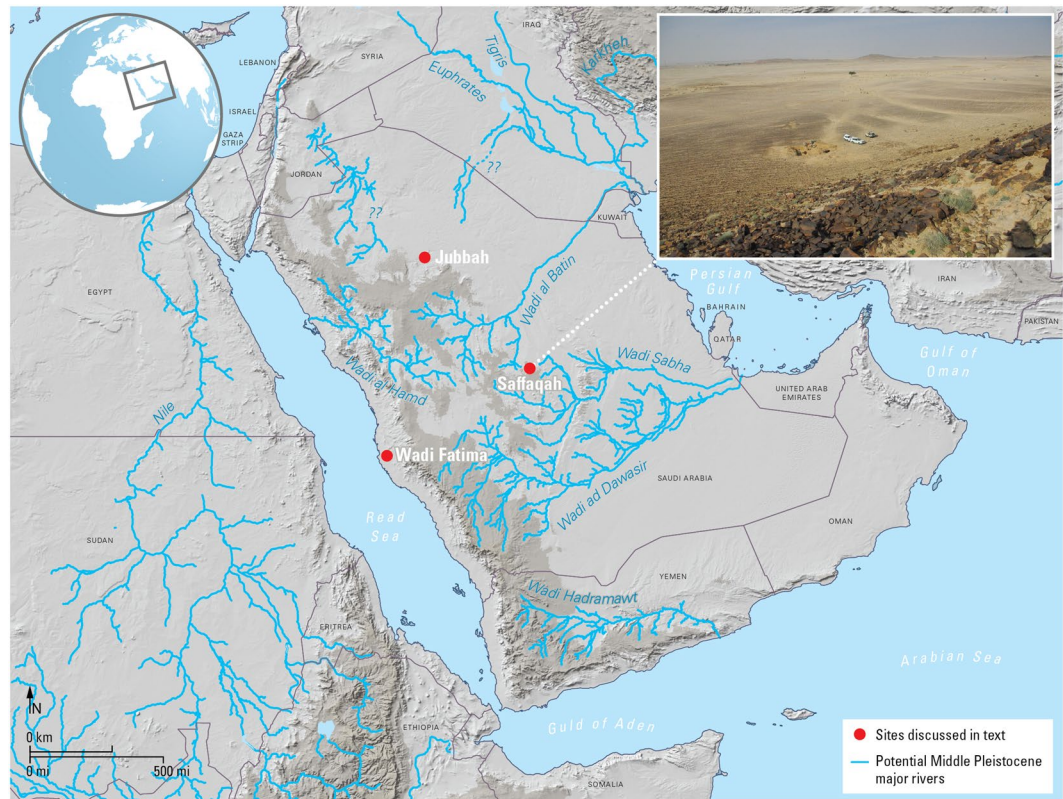 IRAQ
SYRIA
LEBANON
Tigris
Euphrates
Karkheh
ISRAEL
GAZA
STRIP
JORDAN
??
??
KUWAIT
Jubbah
Wadi al Batin
Persian
Gulf
IRAN
BAHRAIN
QATAR
PAKISTAN
EGYPT
Gulf of
Oman
Wadi Sabha
Saffaqah
Wadi al Hamd
UNITED ARAB
EMIRATES
Nile
Wadi Fatima
Wadi ad Dawasir
SAUDI ARABIA
Read
Sea
OMAN
SUDAN
YEMEN
Wadi Hadramawt
ERITREA
Arabian Sea
N
0 km
0 mi
500 mi
ETHIOPIA
Guld of Aden
SOMALIA
Sites discussed in text
Potential Middle Pleistocene
major rivers